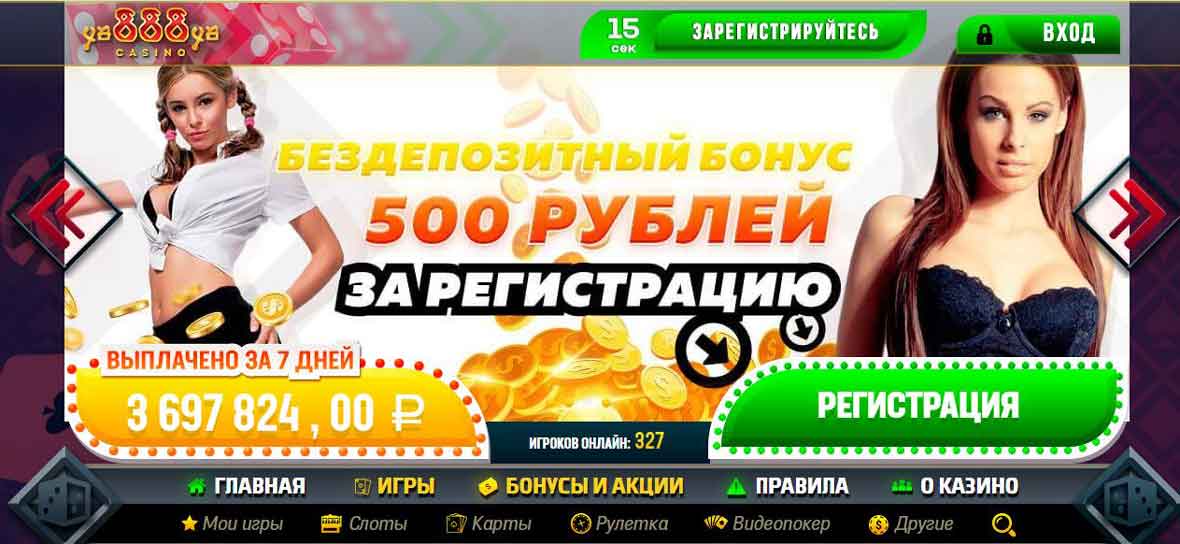 уа888уа
CASINO
15
сек
ЗАРЕГИСТРИРУЙТЕСЬ
ВХОД
БЕЗДЕПОЗИТНЫЙ БОНУС
500 РУБЛЕЙ
ЗА РЕГИСТРАЦИЮ
ВЫПЛАЧЕНО ЗА 7 ДНЕЙ
3 697 824 , 00 ₽
ИГРОКОВ ОНЛАЙН: 327
РЕГИСТРАЦИЯ
ГЛАВНАЯ ИГРЫ БОНУСЫ И АКЦИИ ПРАВИЛА О КАЗИНО
Мои игры Слоты Карты Рулетка Видеопокер Другие